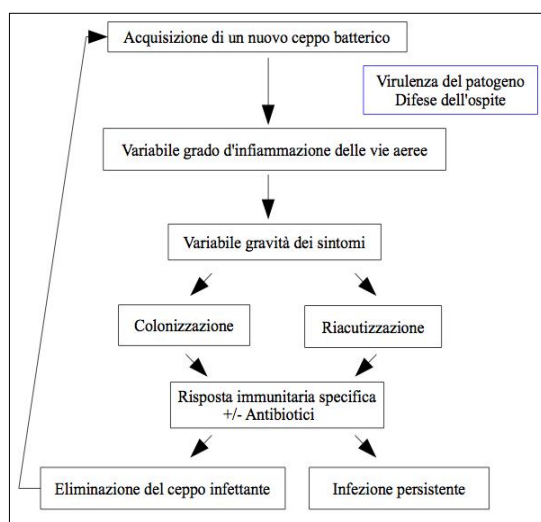 Acquisizione di un nuovo ceppo batterico
Virulenza del patogeno
Difese dell'ospite
Variabile grado d'infiammazione delle vie aeree
Variabile gravità dei sintomi
Colonizzazione
Riacutizzazione
Risposta immunitaria specifica
+/- Antibiotici
Eliminazione del ceppo infettante
Infezione persistente